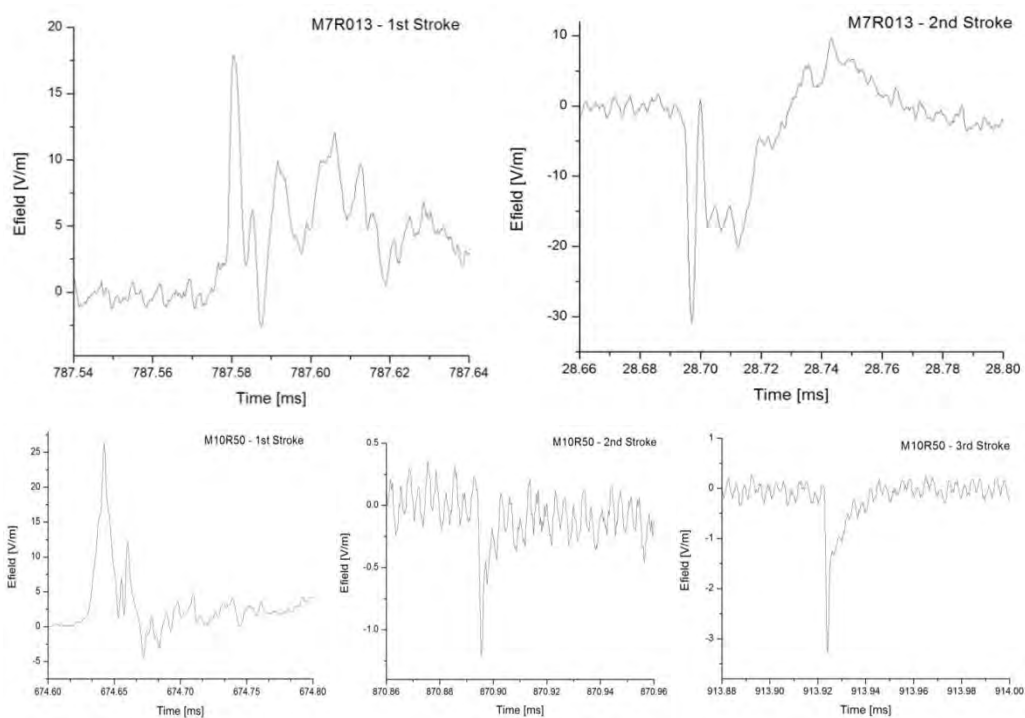 M7R013 - 1st Stroke
20
15
10
5
0
Efield [V/m]
787.54 787.56 787.58 787.60 787.62 787.64
Time [ms]
M7R013 - 2nd Stroke
10
0
-10
-20
-30
Efield [V/m]
28.66 28.68 28.70 28.72 28.74 28.76 28.78 28.80
Time [ms]
M10R50 - 1st Stroke
25
20
15
10
5
0
-5
Efield [V/m]
674.60 674.65 674.70 674.75 674.80
Time [ms]
M10R50 - 2nd Stroke
0.5
0.0
-0.5
-1.0
Efield [V/m]
870.86 870.88 870.90 870.92 870.94 870.96
Time [ms]
M10R50 - 3rd Stroke
1
0
-1
-2
-3
Efield [V/m]
913.88 913.90 913.92 913.94 913.96 913.98 914.00
Time [ms]